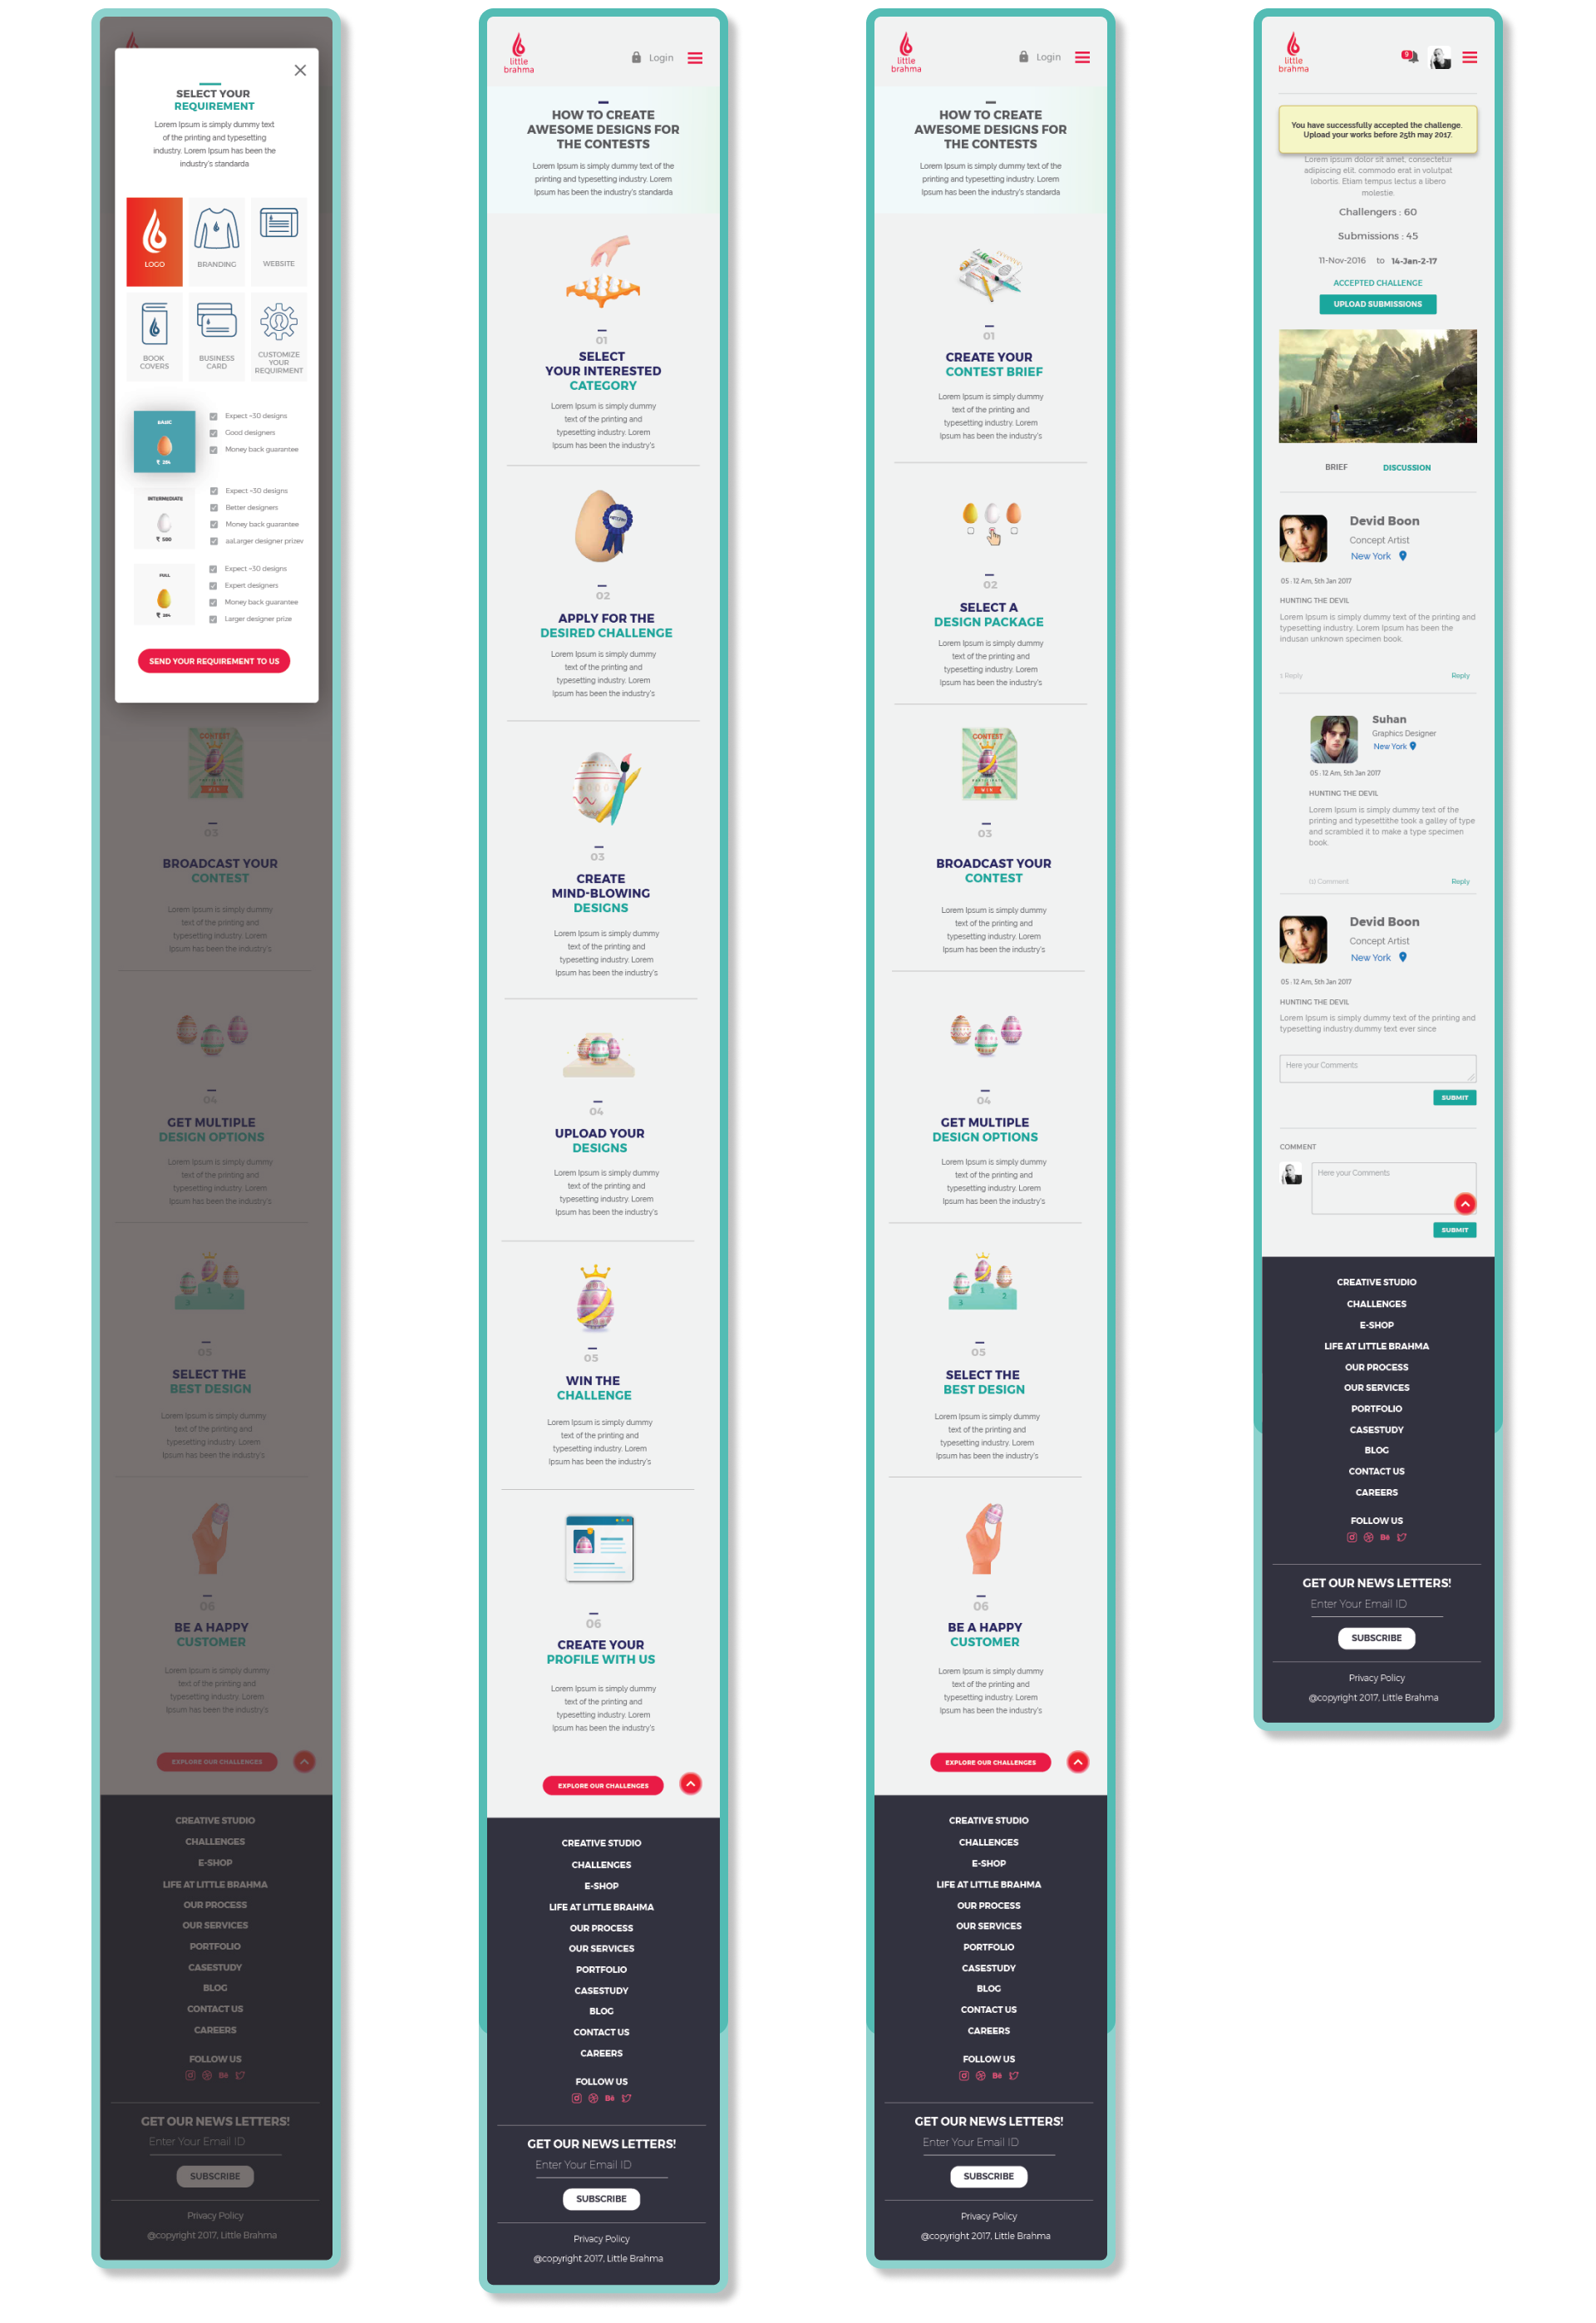 SELECT YOUR
REQUIREMENT
Lorem Ipsum is simply dummy text
of the printing and typesetting
industry. Lorem Ipsum has been the
industry's standarda
LOGO
BRANDING
WEBSITE
BOOK
COVERS
BUSINESS
CARD
CUSTOMIZE
YOUR
REQUIRMENT
BASIC
Expect ~30 designs
Good designers
Money back guarantee
INTERMEDIATE
Expect ~30 designs
Better designers
Money back guarantee
aaLarger designer prizev
FULL
Expect ~30 designs
Expert designers
Money back guarantee
Larger designer prize
SEND YOUR REQUIREMENT TO US
CONTEST
WIN
03
BROADCAST YOUR
CONTEST
Lorem Ipsum is simply dummy
text of the printing and
typesetting industry. Lorem
Ipsum has been the industry's
04
GET MULTIPLE
DESIGN OPTIONS
Lorem Ipsum is simply dummy
text of the printing and
typesetting industry. Lorem
Ipsum has been the industry's
3 1 2
05
SELECT THE
BEST DESIGN
Lorem Ipsum is simply dummy
text of the printing and
typesetting industry. Lorem
Ipsum has been the industry's
06
BE A HAPPY
CUSTOMER
Lorem Ipsum is simply dummy
text of the printing and
typesetting industry. Lorem
Ipsum has been the industry's
EXPLORE OUR CHALLENGES
CREATIVE STUDIO
CHALLENGES
E-SHOP
LIFE AT LITTLE BRAHMA
OUR PROCESS
OUR SERVICES
PORTFOLIO
CASESTUDY
BLOG
CONTACT US
CAREERS
FOLLOW US
Bē
GET OUR NEWS LETTERS!
Enter Your Email ID
SUBSCRIBE
Privacy Policy
@copyright 2017, Little Brahma
little
brahma
Login
HOW TO CREATE
AWESOME DESIGNS FOR
THE CONTESTS
Lorem Ipsum is simply dummy text of the
printing and typesetting industry. Lorem
Ipsum has been the industry's standarda
01
SELECT
YOUR INTERESTED
CATEGORY
Lorem Ipsum is simply dummy
text of the printing and
typesetting industry. Lorem
Ipsum has been the industry's
02
APPLY FOR THE
DESIRED CHALLENGE
Lorem Ipsum is simply dummy
text of the printing and
typesetting industry. Lorem
Ipsum has been the industry's
03
CREATE
MIND-BLOWING
DESIGNS
Lorem Ipsum is simply dummy
text of the printing and
typesetting industry. Lorem
Ipsum has been the industry's
04
UPLOAD YOUR
DESIGNS
Lorem Ipsum is simply dummy
text of the printing and
typesetting industry. Lorem
Ipsum has been the industry's
05
WIN THE
CHALLENGE
Lorem Ipsum is simply dummy
text of the printing and
typesetting industry. Lorem
Ipsum has been the industry's
06
CREATE YOUR
PROFILE WITH US
Lorem Ipsum is simply dummy
text of the printing and
typesetting industry. Lorem
Ipsum has been the industry's
EXPLORE OUR CHALLENGES
CREATIVE STUDIO
CHALLENGES
E-SHOP
LIFE AT LITTLE BRAHMA
OUR PROCESS
OUR SERVICES
PORTFOLIO
CASESTUDY
BLOG
CONTACT US
CAREERS
FOLLOW US
Bē
GET OUR NEWS LETTERS!
Enter Your Email ID
SUBSCRIBE
Privacy Policy
@copyright 2017, Little Brahma
little
brahma
Login
HOW TO CREATE
AWESOME DESIGNS FOR
THE CONTESTS
Lorem Ipsum is simply dummy text of the
printing and typesetting industry. Lorem
Ipsum has been the industry's standarda
01
CREATE YOUR
CONTEST BRIEF
Lorem Ipsum is simply dummy
text of the printing and
typesetting industry. Lorem
Ipsum has been the industry's
02
SELECT A
DESIGN PACKAGE
Lorem Ipsum is simply dummy
text of the printing and
typesetting industry. Lorem
Ipsum has been the industry's
CONTEST
WIN
03
BROADCAST YOUR
CONTEST
Lorem Ipsum is simply dummy
text of the printing and
typesetting industry. Lorem
Ipsum has been the industry's
04
GET MULTIPLE
DESIGN OPTIONS
Lorem Ipsum is simply dummy
text of the printing and
typesetting industry. Lorem
Ipsum has been the industry's
3 1 2
05
SELECT THE
BEST DESIGN
Lorem Ipsum is simply dummy
text of the printing and
typesetting industry. Lorem
Ipsum has been the industry's
06
BE A HAPPY
CUSTOMER
Lorem Ipsum is simply dummy
text of the printing and
typesetting industry. Lorem
Ipsum has been the industry's
EXPLORE OUR CHALLENGES
CREATIVE STUDIO
CHALLENGES
E-SHOP
LIFE AT LITTLE BRAHMA
OUR PROCESS
OUR SERVICES
PORTFOLIO
CASESTUDY
BLOG
CONTACT US
CAREERS
FOLLOW US
Bē
GET OUR NEWS LETTERS!
Enter Your Email ID
SUBSCRIBE
Privacy Policy
@copyright 2017, Little Brahma
little
brahma
You have successfully accepted the challenge.
Upload your works before 25th may 2017.
Lorem ipsum dolor sit amet, consectetur
adipiscing elit. commodo erat in volutpat
lobortis. Etiam tempus lectus a libero
molestie.
Challengers : 60
Submissions : 45
11-Nov-2016 to 14-Jan-2-17
ACCEPTED CHALLENGE
UPLOAD SUBMISSIONS
BRIEF
DISCUSSION
Devid Boon
Concept Artist
New York
05 : 12 Am, 5th Jan 2017
HUNTING THE DEVIL
Lorem Ipsum is simply dummy text of the printing and
typesetting industry. Lorem Ipsum has been the
indusan unknown specimen book.
1 Reply
Reply
Suhan
Graphics Designer
New York
05 : 12 Am, 5th Jan 2017
HUNTING THE DEVIL
Lorem Ipsum is simply dummy text of the
printing and typesettithe took a galley of type
and scrambled it to make a type specimen
book.
Comment
Reply
Devid Boon
Concept Artist
New York
05 : 12 Am, 5th Jan 2017
HUNTING THE DEVIL
Lorem Ipsum is simply dummy text of the printing and
typesetting industry.dummy text ever since
Here your Comments
SUBMIT
COMMENT
Here your Comments
SUBMIT
CREATIVE STUDIO
CHALLENGES
E-SHOP
LIFE AT LITTLE BRAHMA
OUR PROCESS
OUR SERVICES
PORTFOLIO
CASESTUDY
BLOG
CONTACT US
CAREERS
FOLLOW US
Bē
GET OUR NEWS LETTERS!
Enter Your Email ID
SUBSCRIBE
Privacy Policy
@copyright 2017, Little Brahma